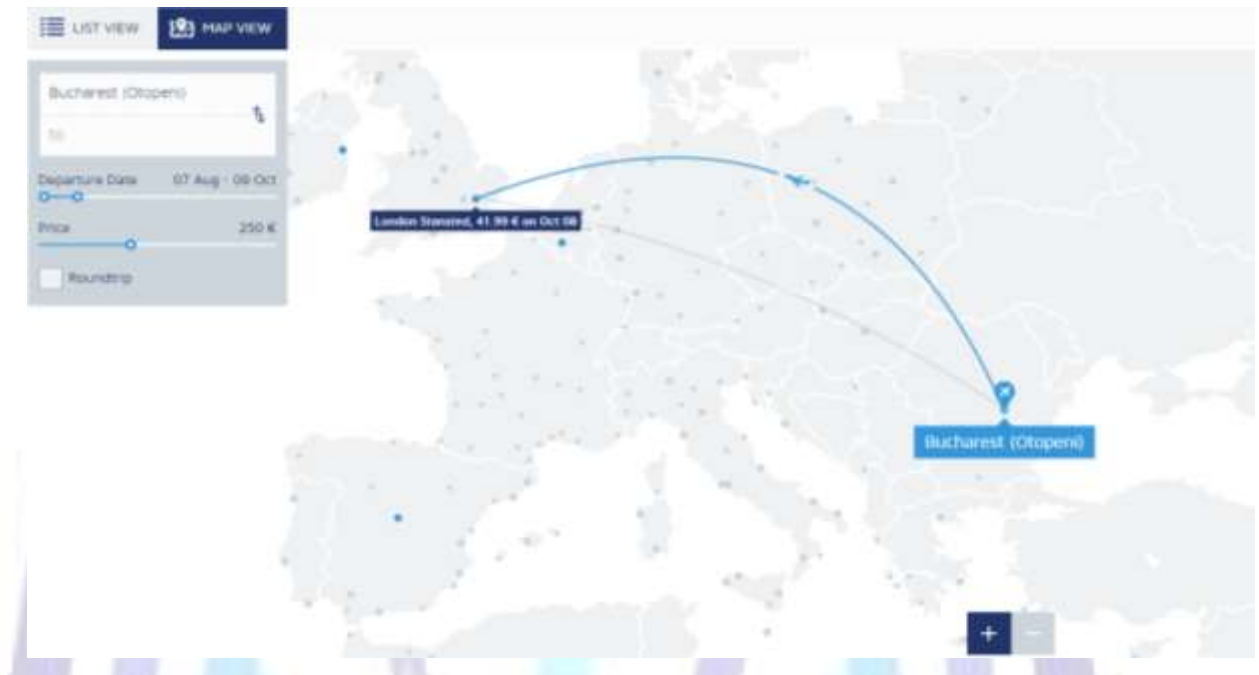 LIST VIEW
MAP VIEW
Bucharest (Otopeni)
to
Departure Date 07 Aug - 08 Oct
Price 250 €
Roundtrip
London Stansted, 41.99 € on Oct 08
Bucharest (Otopeni)
+
−